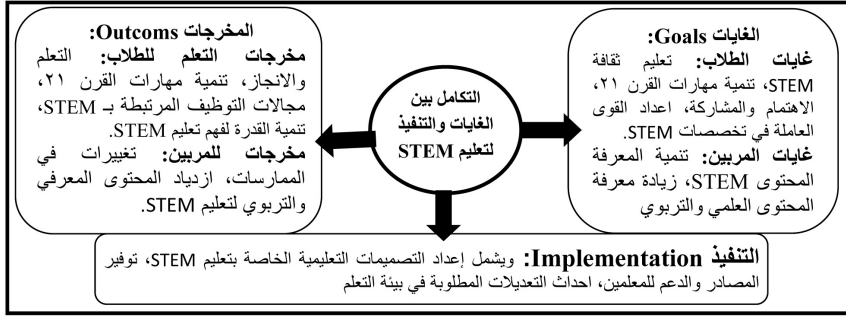 الغايات Goals:
غايات الطلاب: تعليم ثقافة
STEM، تنمية مهارات القرن ٢١،
الاهتمام والمشاركة، اعداد القوى
العاملة في تخصصات STEM.
غايات المربين: تنمية المعرفة
المحتوى STEM، زيادة معرفة
المحتوى العلمي والتربوي
التكامل بين
الغايات والتنفيذ
لتعليم STEM
المخرجات Outcoms:
مخرجات التعلم للطلاب: التعلم
والانجاز، تنمية مهارات القرن ٢١،
مجالات التوظيف المرتبطة بـ STEM،
تنمية القدرة لفهم تعليم STEM.
مخرجات للمربين: تغييرات في
الممارسات، ازدياد المحتوى المعرفي
والتربوي لتعليم STEM.
التنفيذ Implementation: ويشمل إعداد التصميمات التعليمية الخاصة بتعليم STEM، توفير
المصادر والدعم للمعلمين، احداث التعديلات المطلوبة في بيئة التعلم